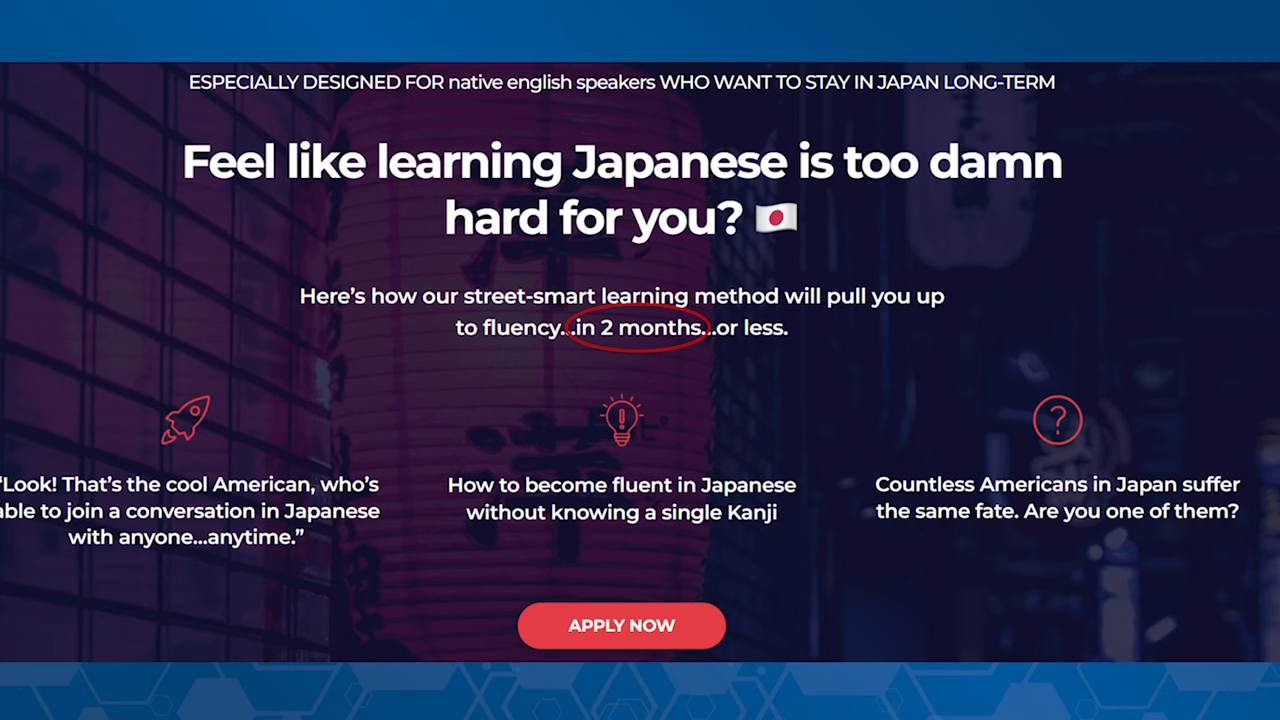 ESPECIALLY DESIGNED FOR native english speakers WHO WANT TO STAY IN JAPAN LONG-TERM
Feel like learning Japanese is too damn
hard for you? 🇯🇵
Here's how our street-smart learning method will pull you up
to fluency...in 2 months...or less.
"Look! That's the cool American, who's
able to join a conversation in Japanese
with anyone...anytime."
How to become fluent in Japanese
without knowing a single Kanji
Countless Americans in Japan suffer
the same fate. Are you one of them?
APPLY NOW